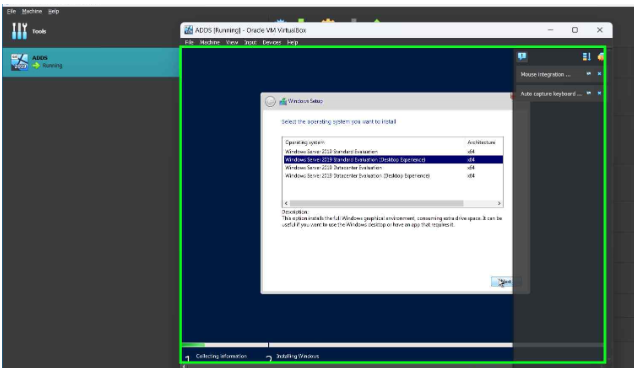 File Machine Help
Tools
ADDS
Running
ADDS [Running] - Oracle VM VirtualBox
File Machine View Input Devices Help
Mouse integration ...
Auto capture keyboard ...
Windows Setup
Select the operating system you want to install
Operating system Architecture
Windows Server 2019 Standard Evaluation x64
Windows Server 2019 Standard Evaluation (Desktop Experience) x64
Windows Server 2019 Datacenter Evaluation x64
Windows Server 2019 Datacenter Evaluation (Desktop Experience) x64
Description:
This option installs the full Windows graphical environment, consuming extra drive space. It can be
useful if you want to use the Windows desktop or have an app that requires it.
Next
1 Collecting information 2 Installing Windows